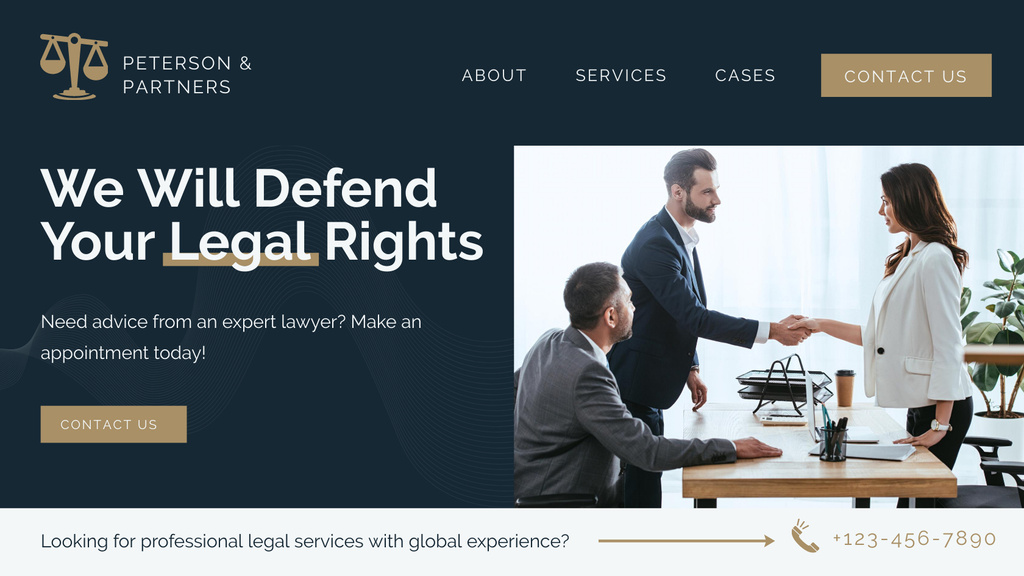 PETERSON &
PARTNERS
ABOUT
SERVICES
CASES
CONTACT US
We Will Defend
Your Legal Rights
Need advice from an expert lawyer? Make an
appointment today!
CONTACT US
Looking for professional legal services with global experience?
+123-456-7890